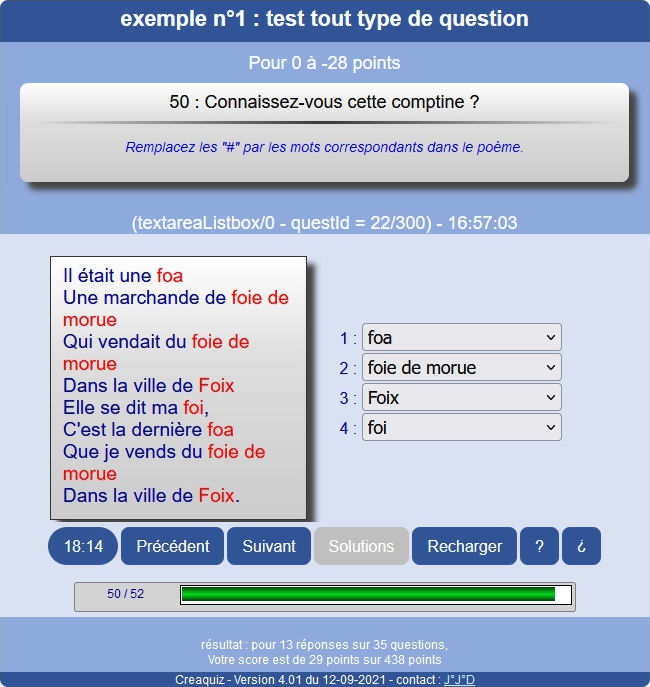 exemple n°1 : test tout type de question
Pour 0 à -28 points
50 : Connaissez-vous cette comptine ?
Remplacez les "#" par les mots correspondants dans le poème.
(textareaListbox/0 - questId = 22/300) - 16:57:03
Il était une foa
Une marchande de foie de
morue
Qui vendait du foie de
morue
Dans la ville de Foix
Elle se dit ma foi,
C'est la dernière foa
Que je vends du foie de
morue
Dans la ville de Foix.
1 : foa
2 : foie de morue
3 : Foix
4 : foi
18:14 Précédent Suivant Solutions Recharger ? ¿
50 / 52
résultat : pour 13 réponses sur 35 questions,
Votre score est de 29 points sur 438 points
Creaquiz - Version 4.01 du 12-09-2021 - contact : J°J°D